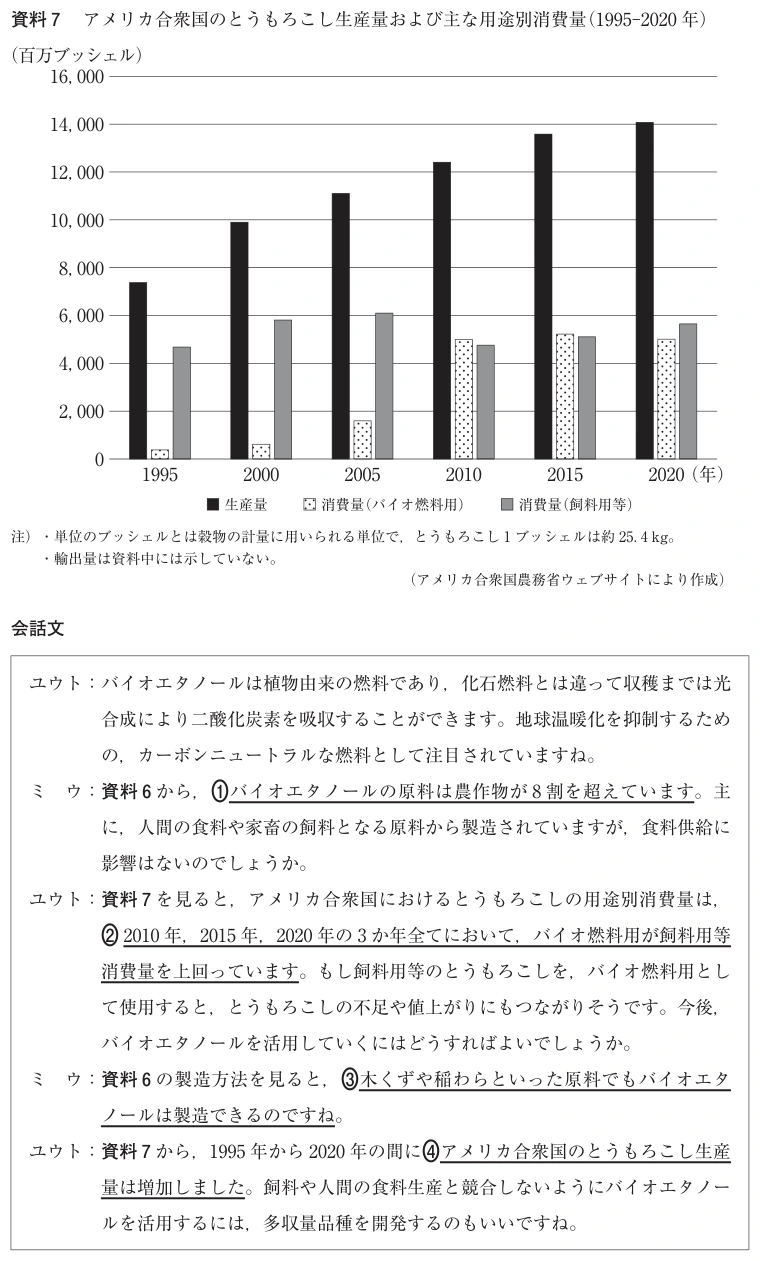 資料7 アメリカ合衆国のとうもろこし生産量および主な用途別消費量(1995-2020 年)
(百万ブッシェル)
16,000
14,000
12,000
10,000
8,000
6,000
4,000
2,000
0
1995 2000 2005 2010 2015 2020 (年)
生産量 消費量(バイオ燃料用) 消費量(飼料用等)
注) ・単位のブッシェルとは穀物の計量に用いられる単位で,とうもろこし1ブッシェルは約 25.4 kg。
・輸出量は資料中には示していない。
(アメリカ合衆国農務省ウェブサイトにより作成)
会話文
ユウト:バイオエタノールは植物由来の燃料であり,化石燃料とは違って収穫までは光
合成により二酸化炭素を吸収することができます。地球温暖化を抑制するため
の,カーボンニュートラルな燃料として注目されていますね。
ミ ウ:資料6から,①バイオエタノールの原料は農作物が8割を超えています。主
に,人間の食料や家畜の飼料となる原料から製造されていますが,食料供給に
影響はないのでしょうか。
ユウト:資料7を見ると,アメリカ合衆国におけるとうもろこしの用途別消費量は,
② 2010 年,2015 年,2020 年の3か年全てにおいて,バイオ燃料用が飼料用等
消費量を上回っています。もし飼料用等のとうもろこしを,バイオ燃料用とし
て使用すると,とうもろこしの不足や値上がりにもつながりそうです。今後,
バイオエタノールを活用していくにはどうすればよいでしょうか。
ミ ウ:資料6の製造方法を見ると,③木くずや稲わらといった原料でもバイオエタ
ノールは製造できるのですね。
ユウト:資料7から,1995 年から 2020 年の間に④アメリカ合衆国のとうもろこし生産
量は増加しました。飼料や人間の食料生産と競合しないようにバイオエタノー
ルを活用するには,多収量品種を開発するのもいいですね。